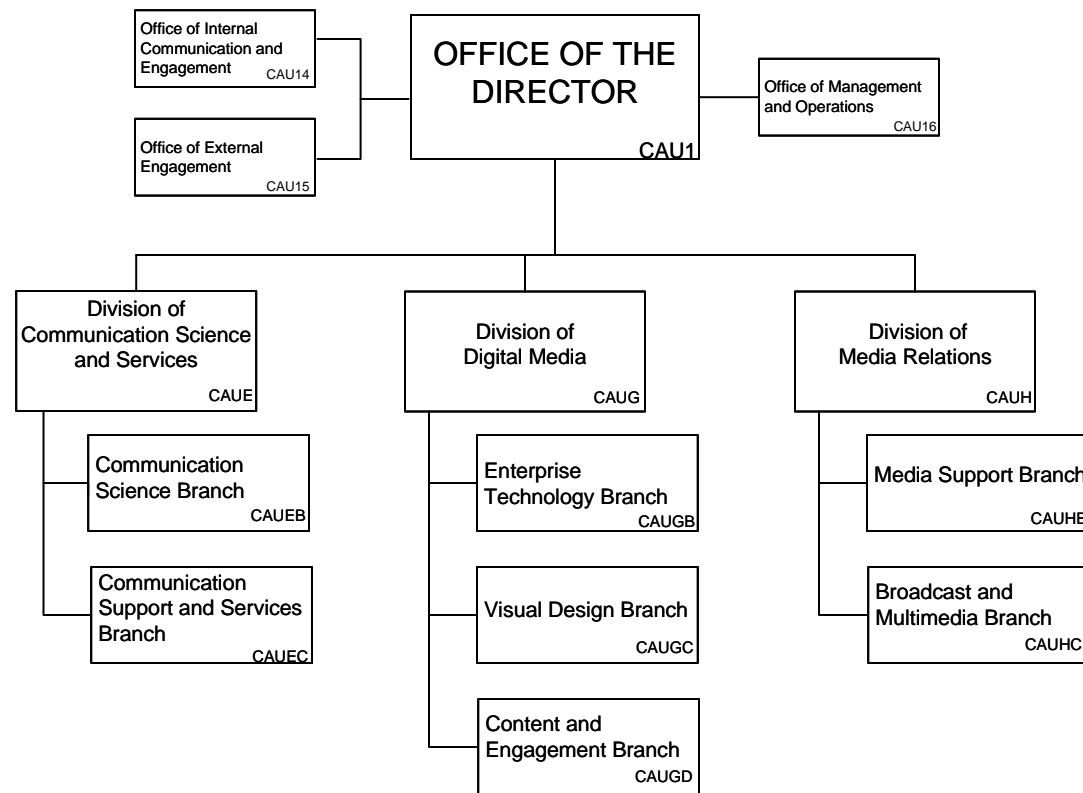 Office of Internal
Communication and
Engagement
CAU14
OFFICE OF THE
DIRECTOR
CAU1
Office of Management
and Operations
CAU16
Office of External
Engagement
CAU15
Division of
Communication Science
and Services
CAUE
Division of
Digital Media
CAUG
Division of
Media Relations
CAUH
Communication
Science Branch
CAUEB
Communication
Support and Services
Branch
CAUEC
Enterprise
Technology Branch
CAUGB
Visual Design Branch
CAUGC
Content and
Engagement Branch
CAUGD
Media Support Branch
CAUHB
Broadcast and
Multimedia Branch
CAUHC